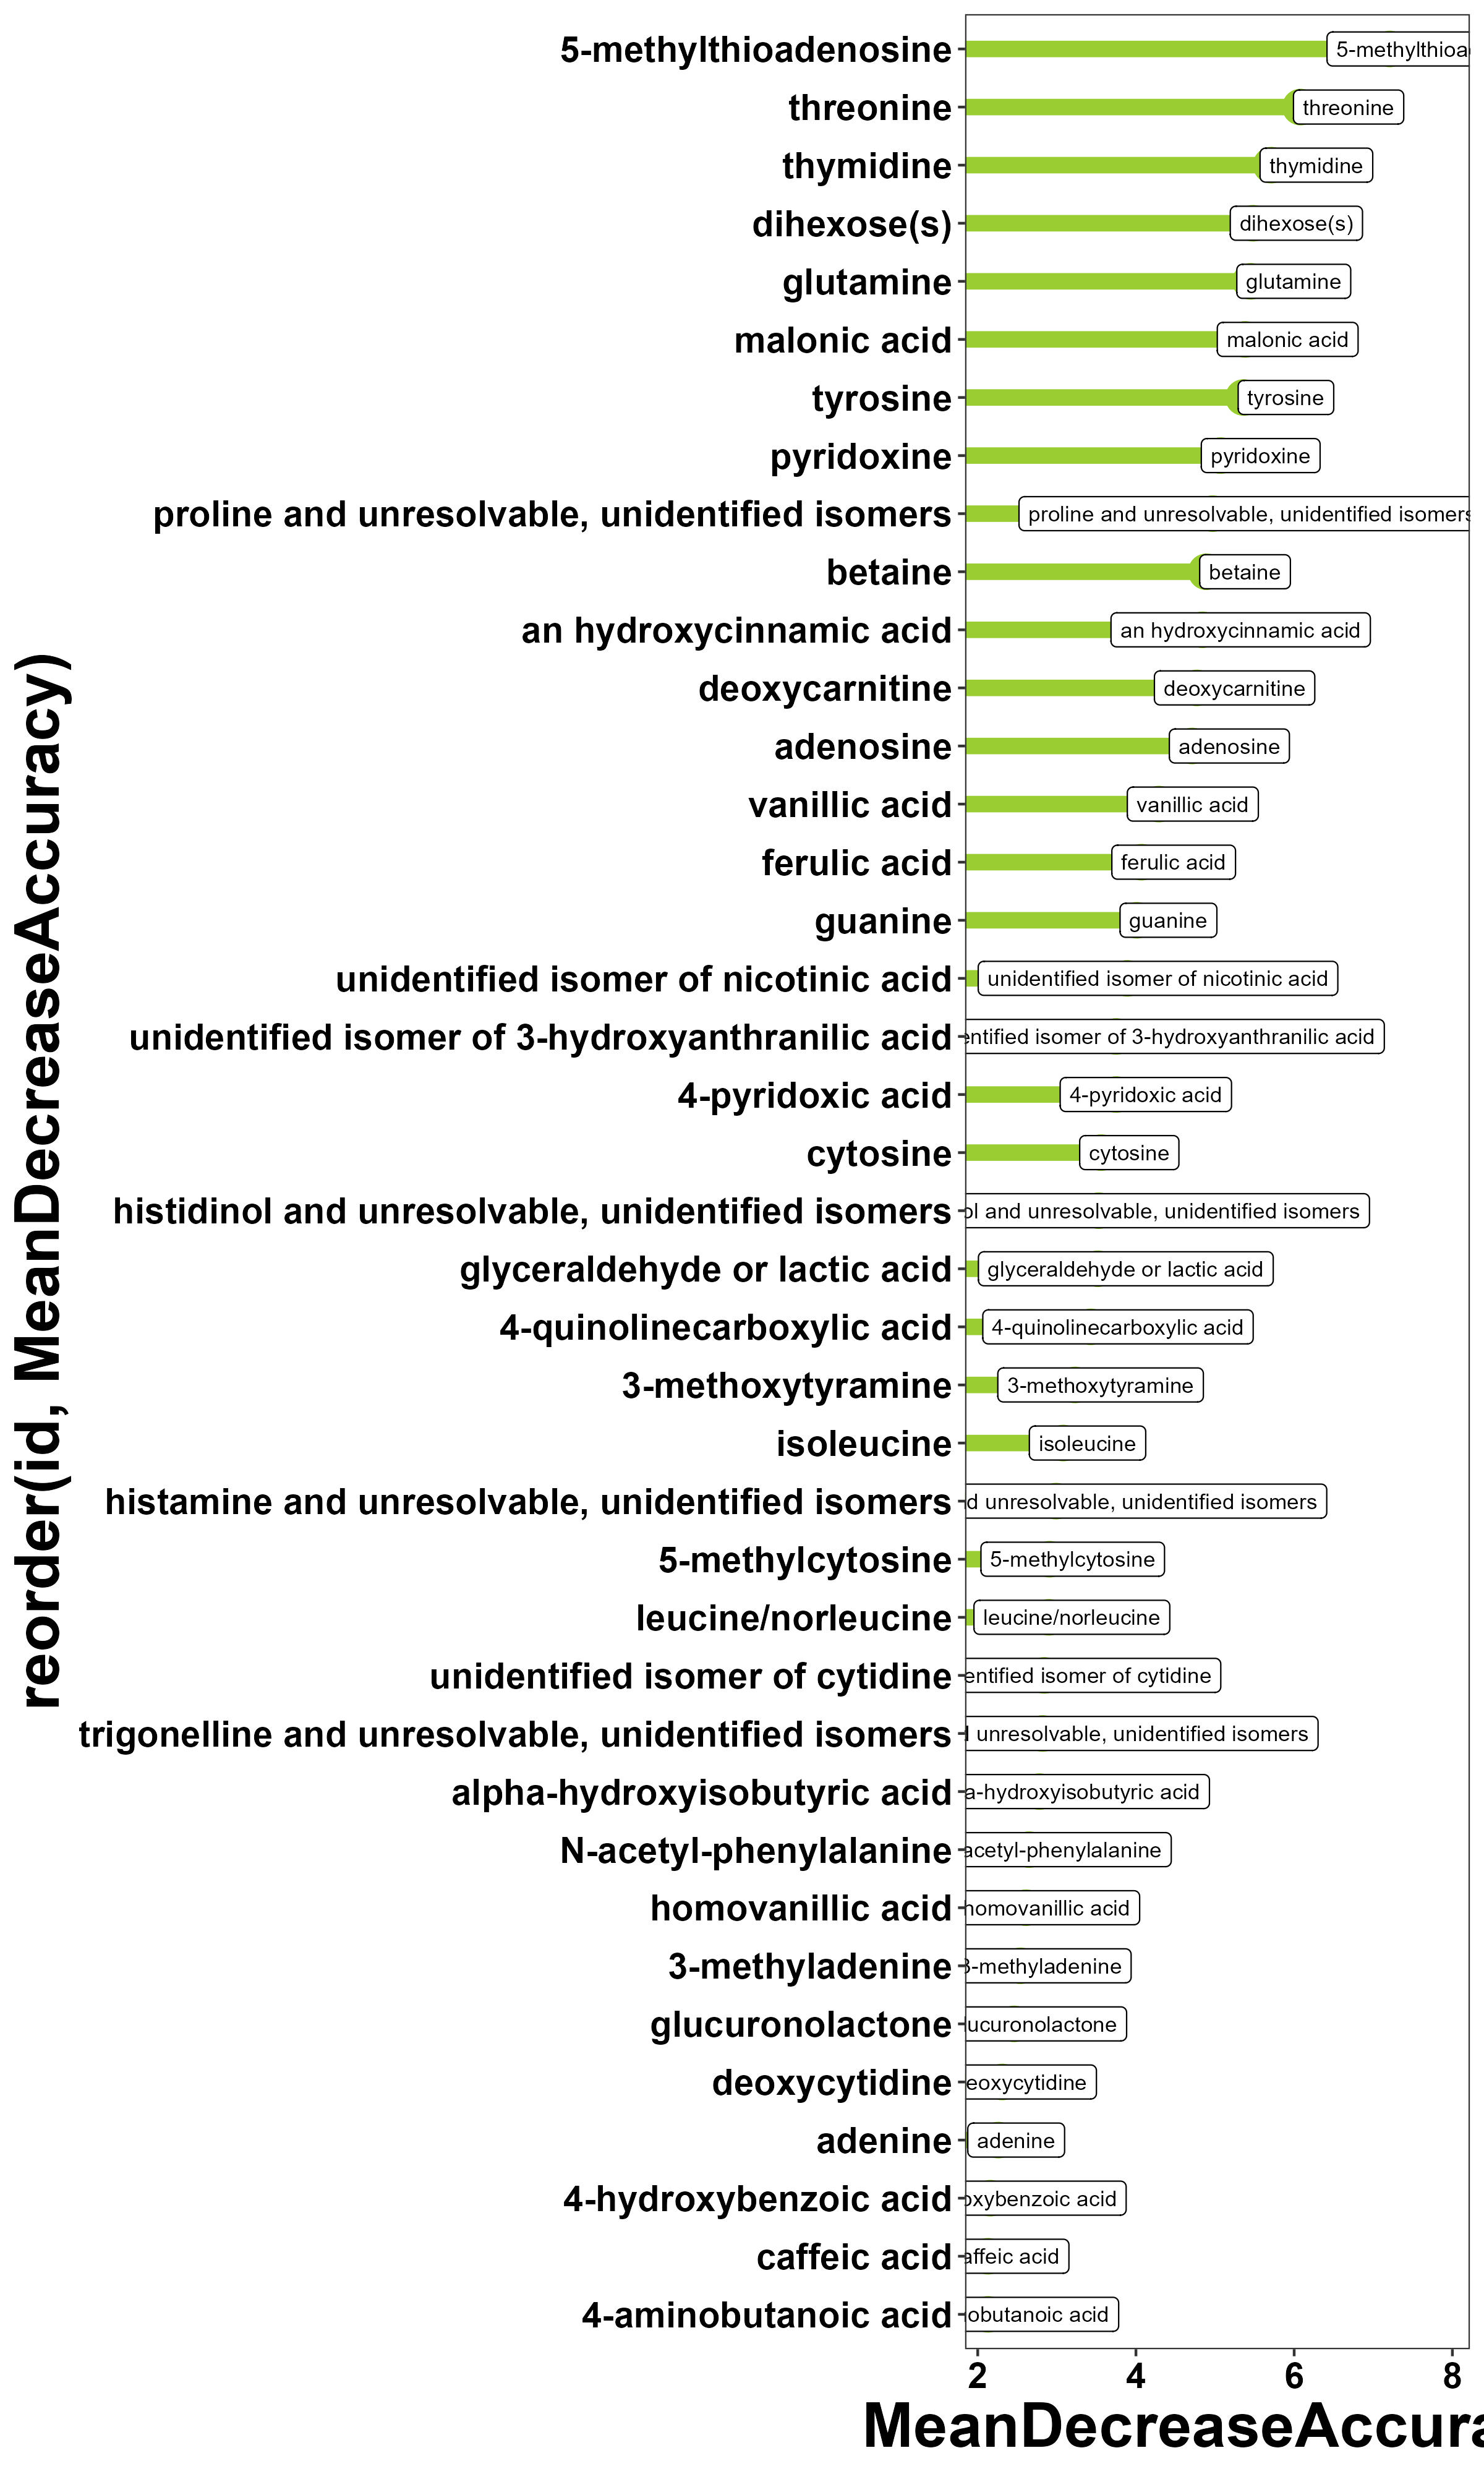 reorder(id, MeanDecreaseAccuracy)
5-methylthioadenosine 5-methylthioa
threonine threonine
thymidine thymidine
dihexose(s) dihexose(s)
glutamine glutamine
malonic acid malonic acid
tyrosine tyrosine
pyridoxine pyridoxine
proline and unresolvable, unidentified isomers proline and unresolvable, unidentified isomers
betaine betaine
an hydroxycinnamic acid an hydroxycinnamic acid
deoxycarnitine deoxycarnitine
adenosine adenosine
vanillic acid vanillic acid
ferulic acid ferulic acid
guanine guanine
unidentified isomer of nicotinic acid unidentified isomer of nicotinic acid
unidentified isomer of 3-hydroxyanthranilic acid entified isomer of 3-hydroxyanthranilic acid
4-pyridoxic acid 4-pyridoxic acid
cytosine cytosine
histidinol and unresolvable, unidentified isomers ol and unresolvable, unidentified isomers
glyceraldehyde or lactic acid glyceraldehyde or lactic acid
4-quinolinecarboxylic acid 4-quinolinecarboxylic acid
3-methoxytyramine 3-methoxytyramine
isoleucine isoleucine
histamine and unresolvable, unidentified isomers d unresolvable, unidentified isomers
5-methylcytosine 5-methylcytosine
leucine/norleucine leucine/norleucine
unidentified isomer of cytidine entified isomer of cytidine
trigonelline and unresolvable, unidentified isomers unresolvable, unidentified isomers
alpha-hydroxyisobutyric acid a-hydroxyisobutyric acid
N-acetyl-phenylalanine acetyl-phenylalanine
homovanillic acid homovanillic acid
3-methyladenine 3-methyladenine
glucuronolactone ucuronolactone
deoxycytidine eoxycytidine
adenine adenine
4-hydroxybenzoic acid oxybenzoic acid
caffeic acid affeic acid
4-aminobutanoic acid obutanoic acid
2 4 6 8
MeanDecreaseAccura